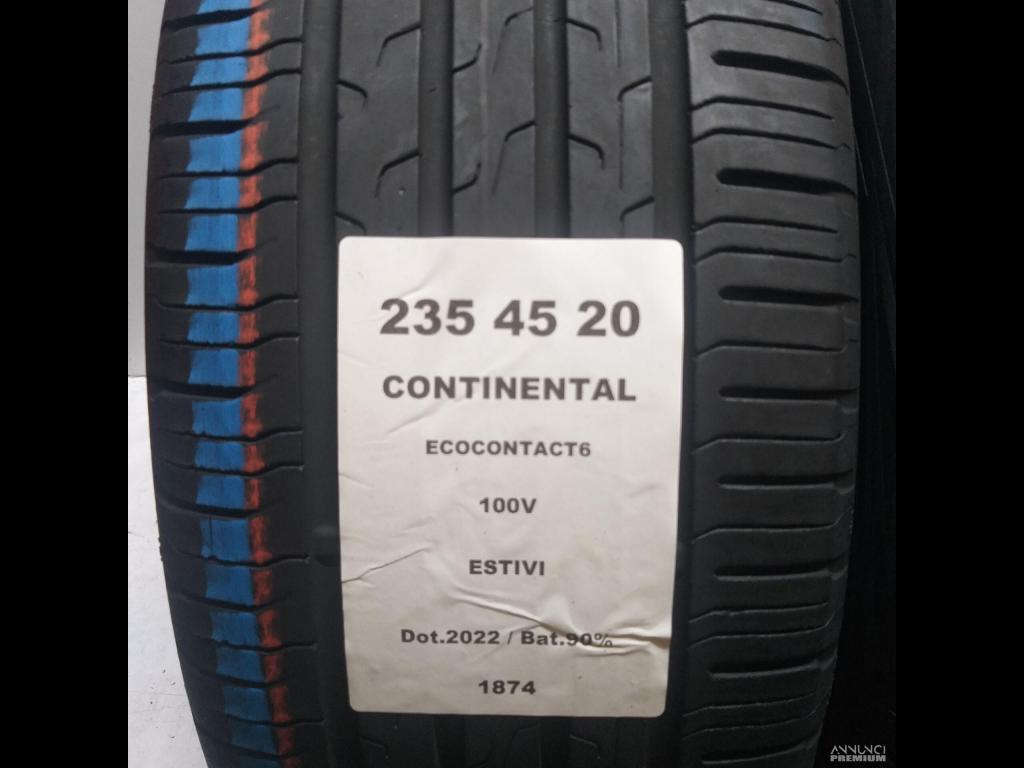 235 45 20
CONTINENTAL
ECOCONTACT6
100V
ESTIVI
Dot.2022 / Bat.90%
1874
ANNUNCI
PREMIUM